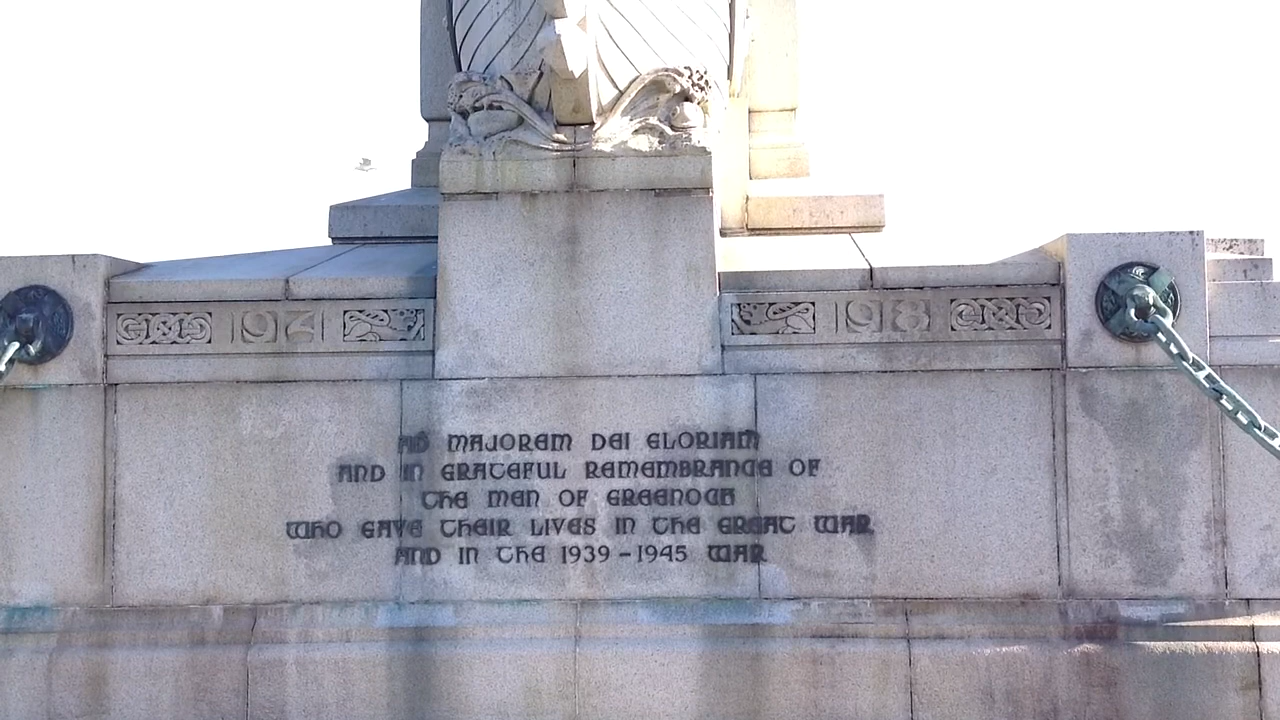 1914
1918
AD MAJOREM DEI GLORIAM
AND IN GRATEFUL REMEMBRANCE OF
THE MEN OF GREENOCK
WHO GAVE THEIR LIVES IN THE GREAT WAR
AND IN THE 1939-1945 WAR